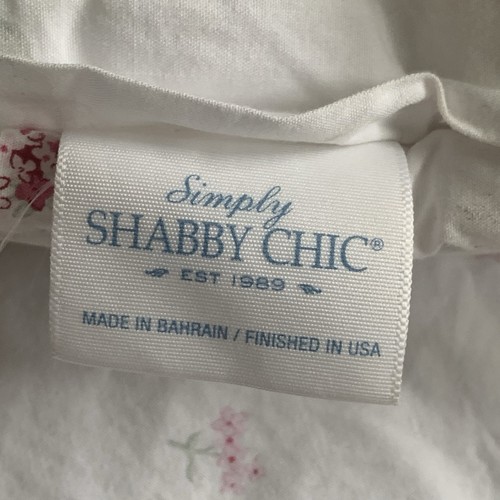 Simply
SHABBY CHIC®
EST 1989
MADE IN BAHRAIN / FINISHED IN USA